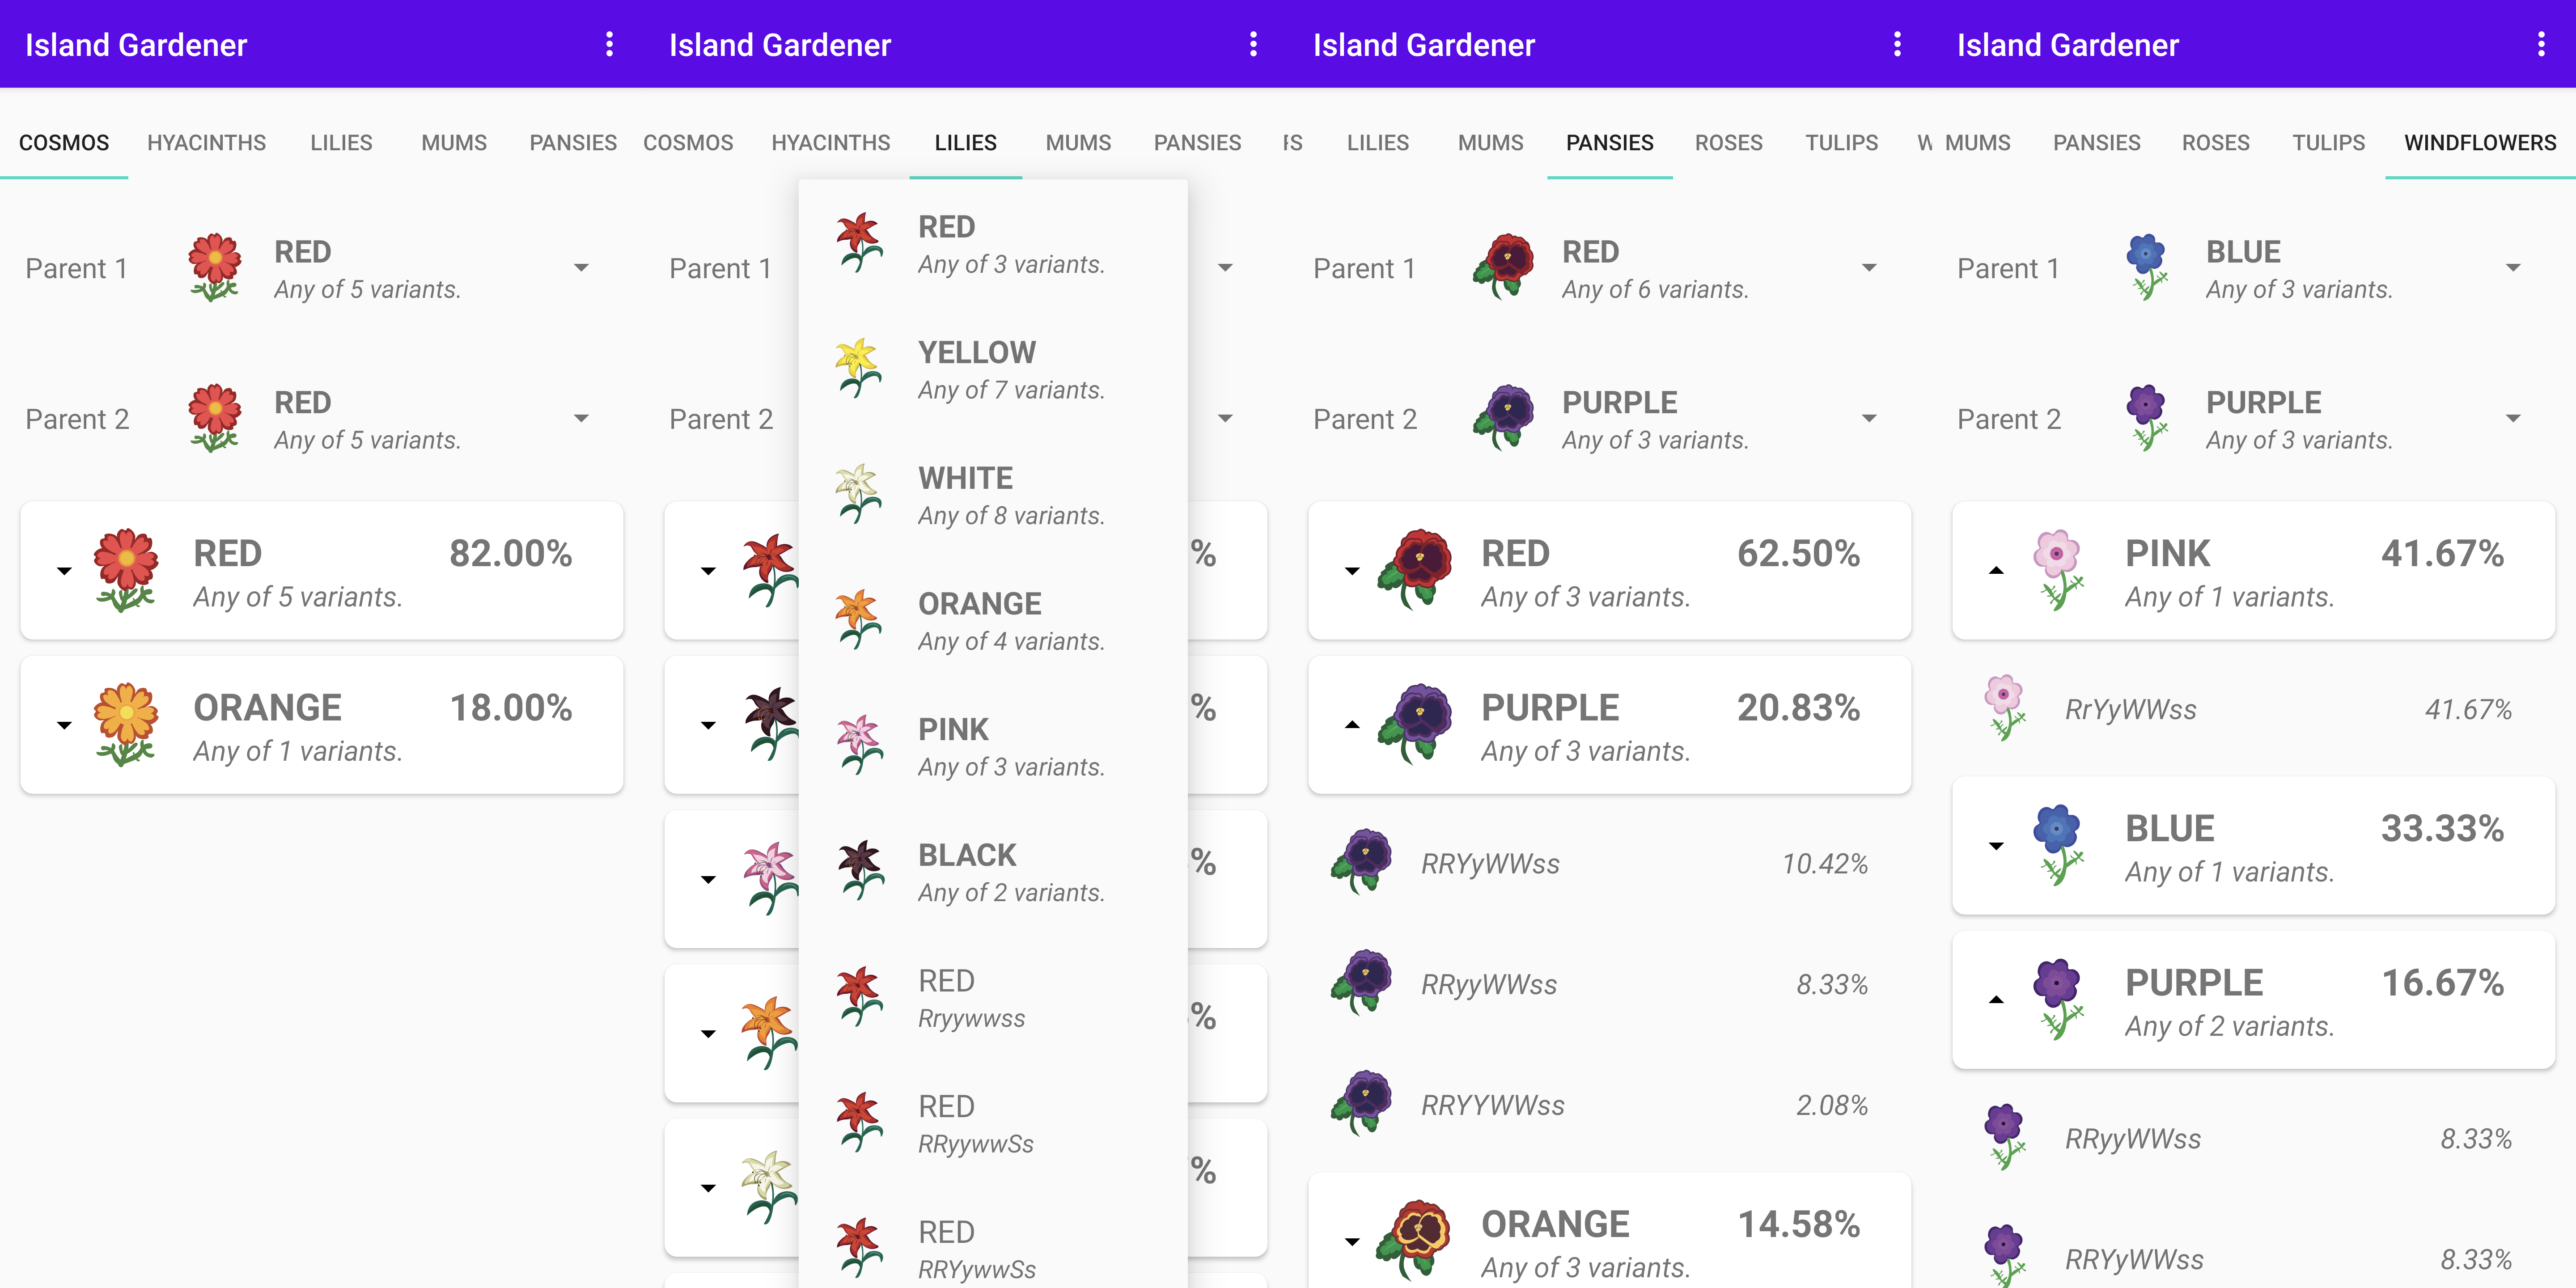 Island Gardener
COSMOS HYACINTHS LILIES MUMS PANSIES
Parent 1
RED
Any of 5 variants.
Parent 2
RED
Any of 5 variants.
RED 82.00%
Any of 5 variants.
ORANGE 18.00%
Any of 1 variants.
Island Gardener
COSMOS HYACINTHS LILIES MUMS PANSIES
Parent 1
Parent 2
RED
Any of 3 variants.
YELLOW
Any of 7 variants.
WHITE
Any of 8 variants.
ORANGE
Any of 4 variants.
PINK
Any of 3 variants.
BLACK
Any of 2 variants.
RED
Rryywwss
RED
RRyywwSs
RED
RRYywwSs
%
%
%
%
%
Island Gardener
IS LILIES MUMS PANSIES ROSES TULIPS W
Parent 1
RED
Any of 6 variants.
Parent 2
PURPLE
Any of 3 variants.
RED 62.50%
Any of 3 variants.
PURPLE 20.83%
Any of 3 variants.
RRYyWWss 10.42%
RRyyWWss 8.33%
RRYYWWss 2.08%
ORANGE 14.58%
Any of 3 variants.
Island Gardener
MUMS PANSIES ROSES TULIPS WINDFLOWERS
Parent 1
BLUE
Any of 3 variants.
Parent 2
PURPLE
Any of 3 variants.
PINK 41.67%
Any of 1 variants.
RrYyWWss 41.67%
BLUE 33.33%
Any of 1 variants.
PURPLE 16.67%
Any of 2 variants.
RRyyWWss 8.33%
RRYyWWss 8.33%